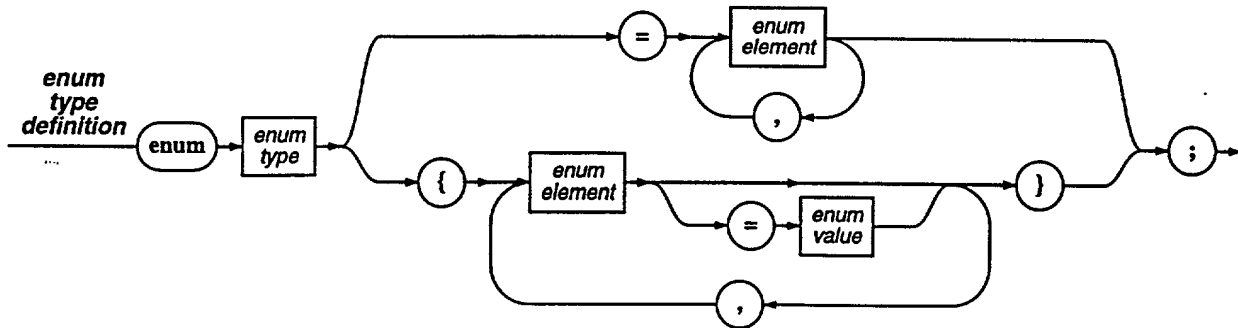 =
enum
element
,
enum
type
definition
enum
enum
type
;
{
enum
element
}
=
enum
value
,